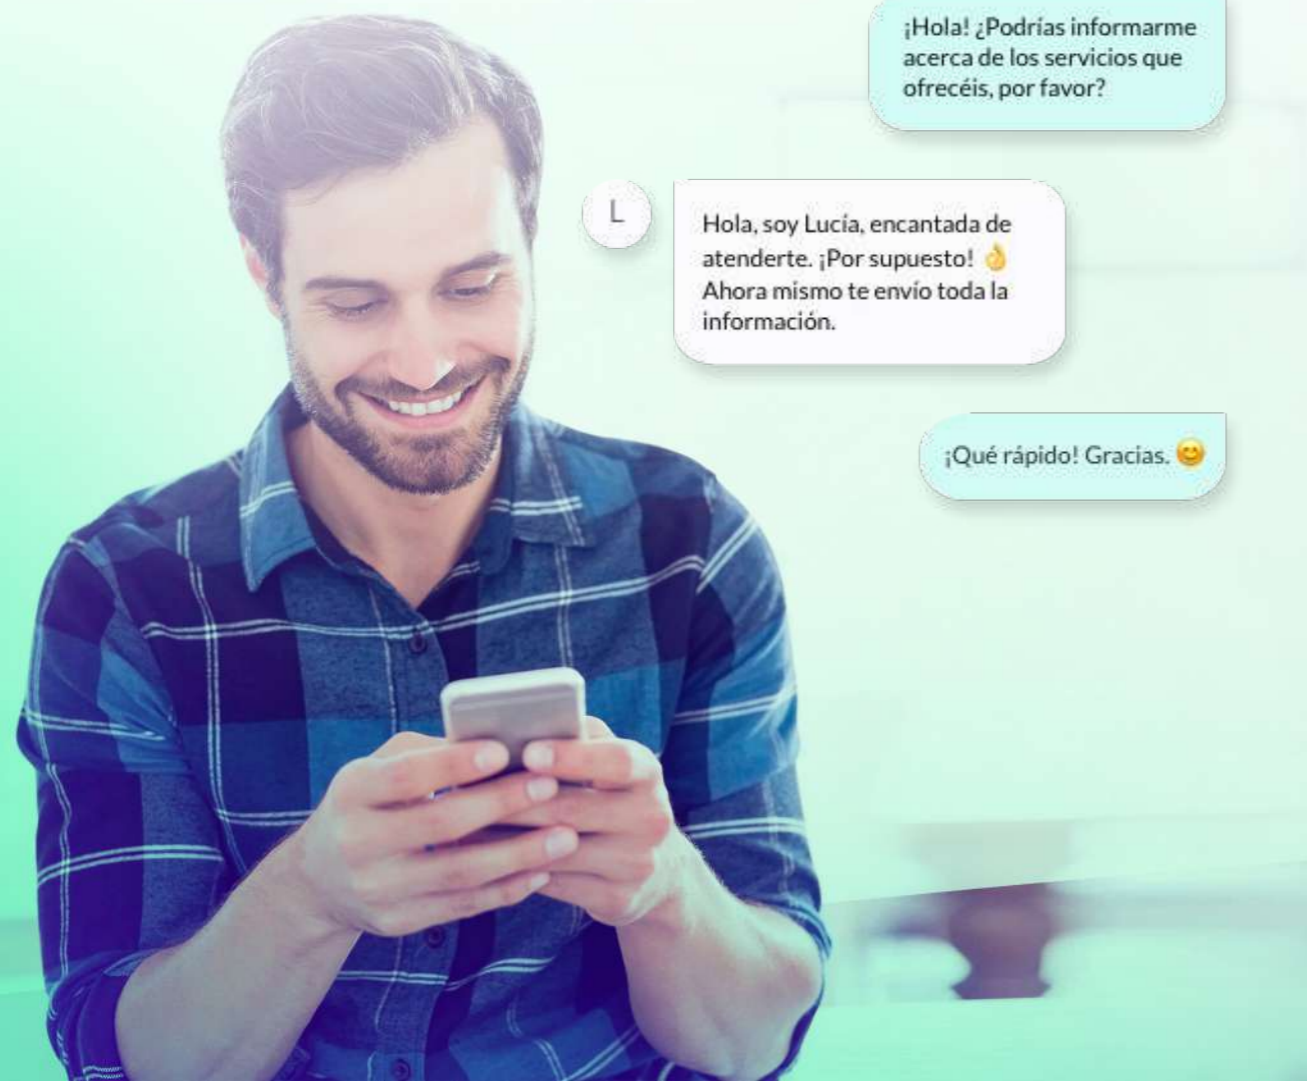 ¡Hola! ¿Podrías informarme
acerca de los servicios que
ofrecéis, por favor?
L
Hola, soy Lucía, encantada de
atenderte. ¡Por supuesto! 👌
Ahora mismo te envío toda la
información.
¡Qué rápido! Gracias. 😊